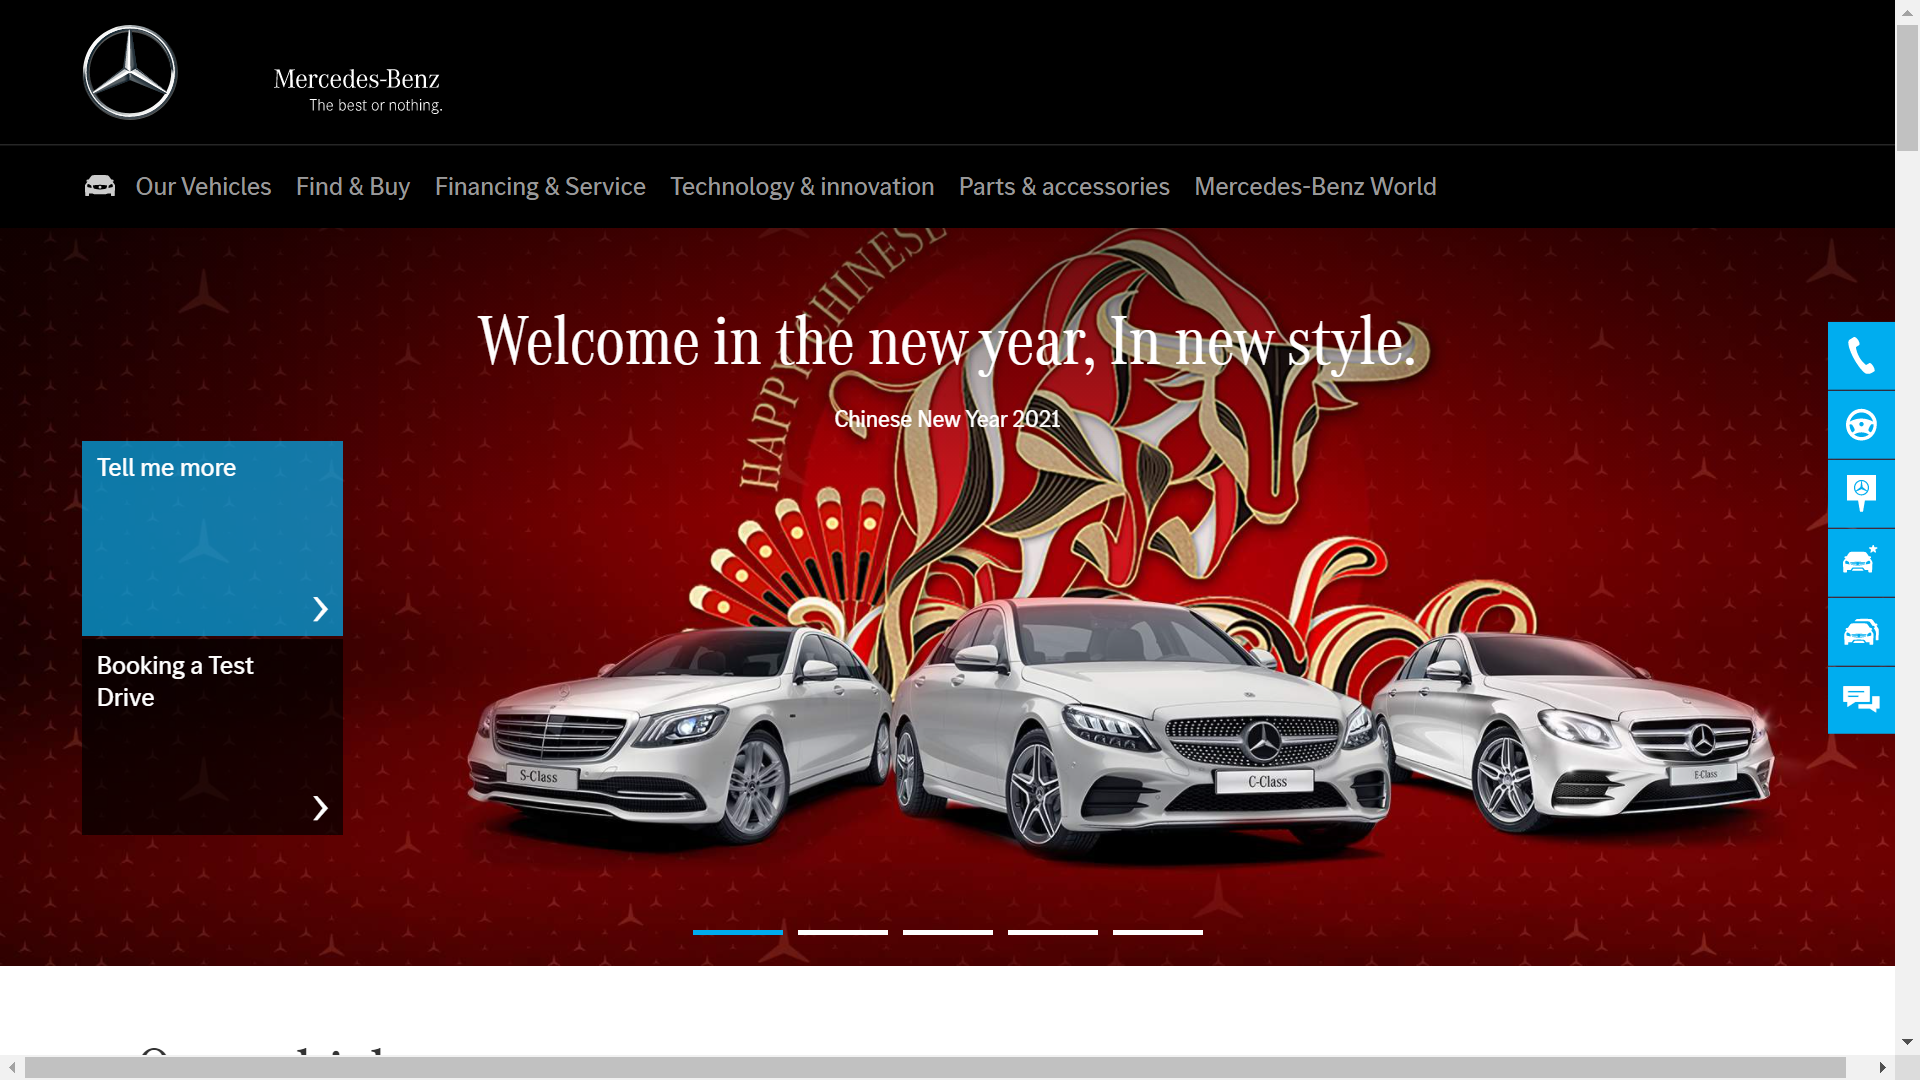 Mercedes-Benz
The best or nothing.
Our Vehicles
Find & Buy
Financing & Service
Technology & innovation
Parts & accessories
Mercedes-Benz World
HAPPY CHINESE
Welcome in the new year, In new style.
Chinese New Year 2021
Tell me more
Booking a Test
Drive
S-Class
C-Class
E-Class